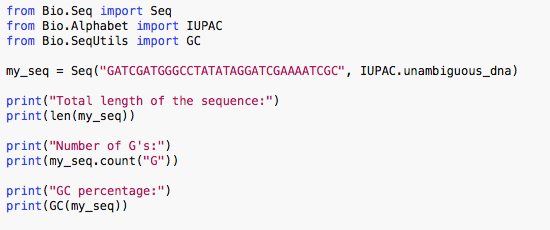 from Bio.Seq import Seq
from Bio.Alphabet import IUPAC
from Bio.SeqUtils import GC
my_seq = Seq("GATCGATGGGCCTATATAGGATCGAAAATCGC", IUPAC.unambiguous_dna)
print("Total length of the sequence:")
print(len(my_seq))
print("Number of G's:")
print(my_seq.count("G"))
print("GC percentage:")
print(GC(my_seq))